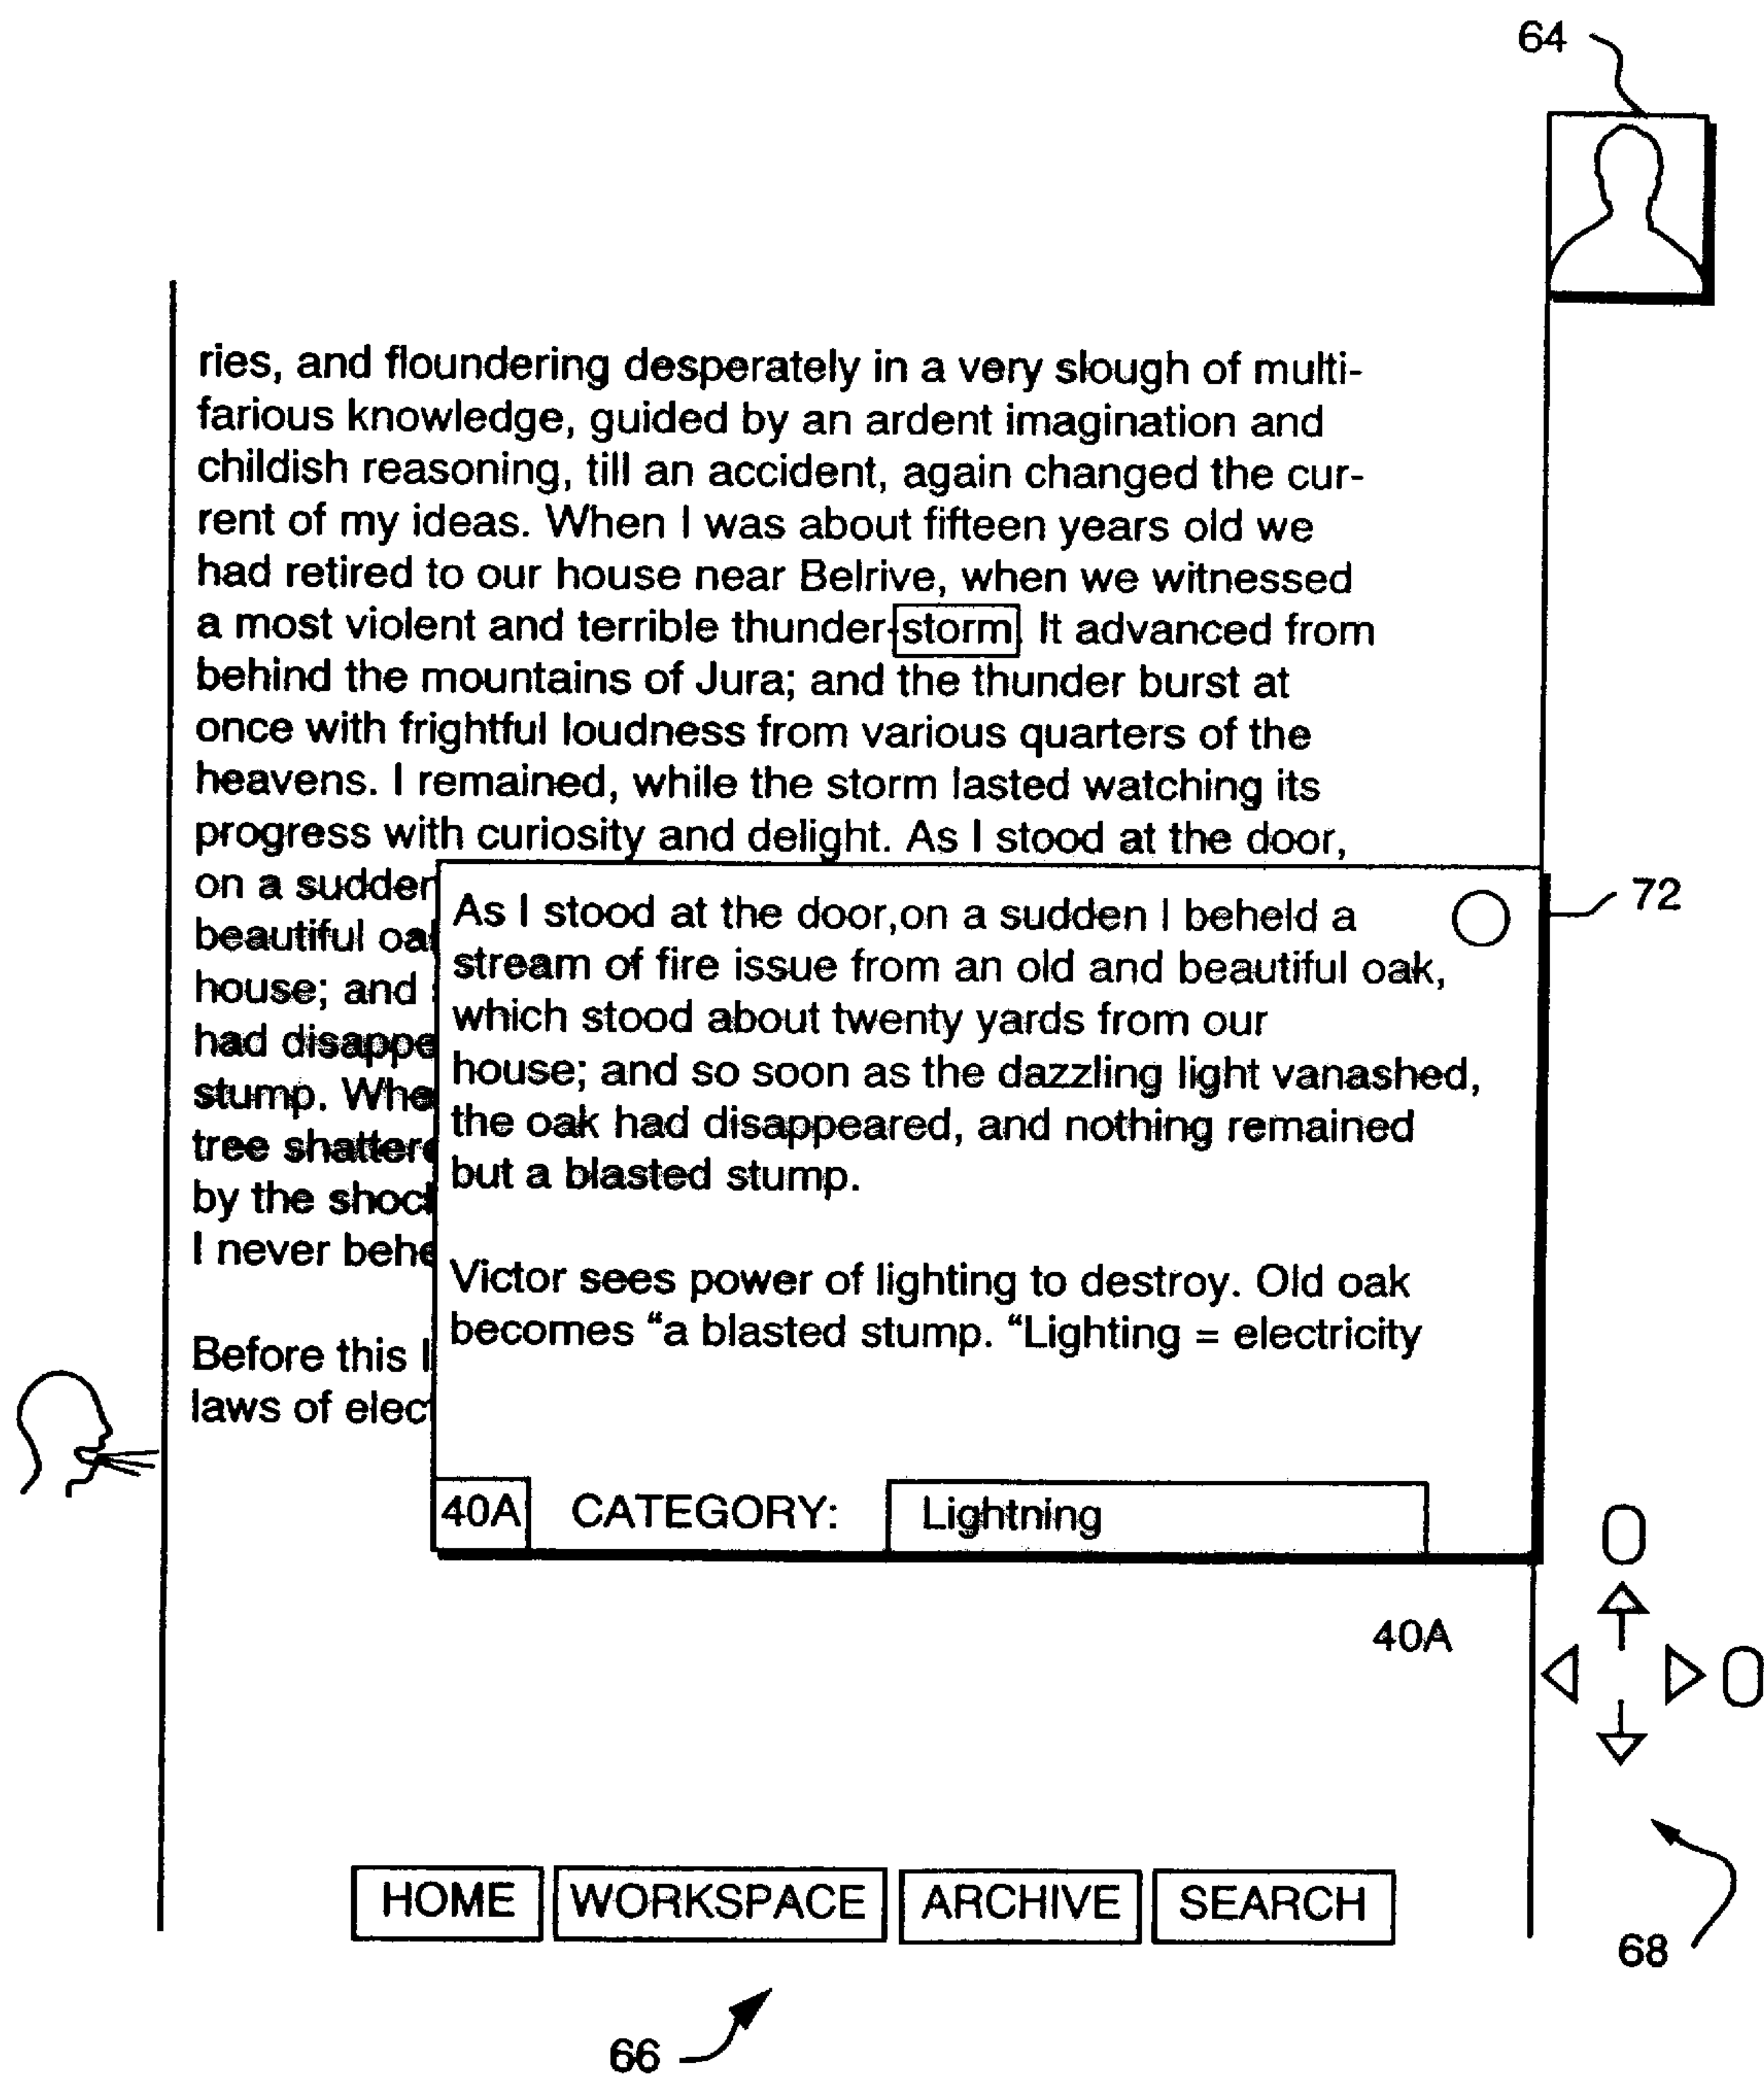 64
ries, and floundering desperately in a very slough of multi-
farious knowledge, guided by an ardent imagination and
childish reasoning, till an accident, again changed the cur-
rent of my ideas. When I was about fifteen years old we
had retired to our house near Belrive, when we witnessed
a most violent and terrible thunder-storm. It advanced from
behind the mountains of Jura; and the thunder burst at
once with frightful loudness from various quarters of the
heavens. I remained, while the storm lasted watching its
progress with curiosity and delight. As I stood at the door,
on a sudden
beautiful oa
house; and
had disappe
stump. Whe
tree shattere
by the shock
I never behe
Before this l
laws of elec
72
As I stood at the door,on a sudden I beheld a
stream of fire issue from an old and beautiful oak,
which stood about twenty yards from our
house; and so soon as the dazzling light vanashed,
the oak had disappeared, and nothing remained
but a blasted stump.
Victor sees power of lighting to destroy. Old oak
becomes “a blasted stump. “Lighting = electricity
40A CATEGORY: Lightning
40A
HOME WORKSPACE ARCHIVE SEARCH
68
66